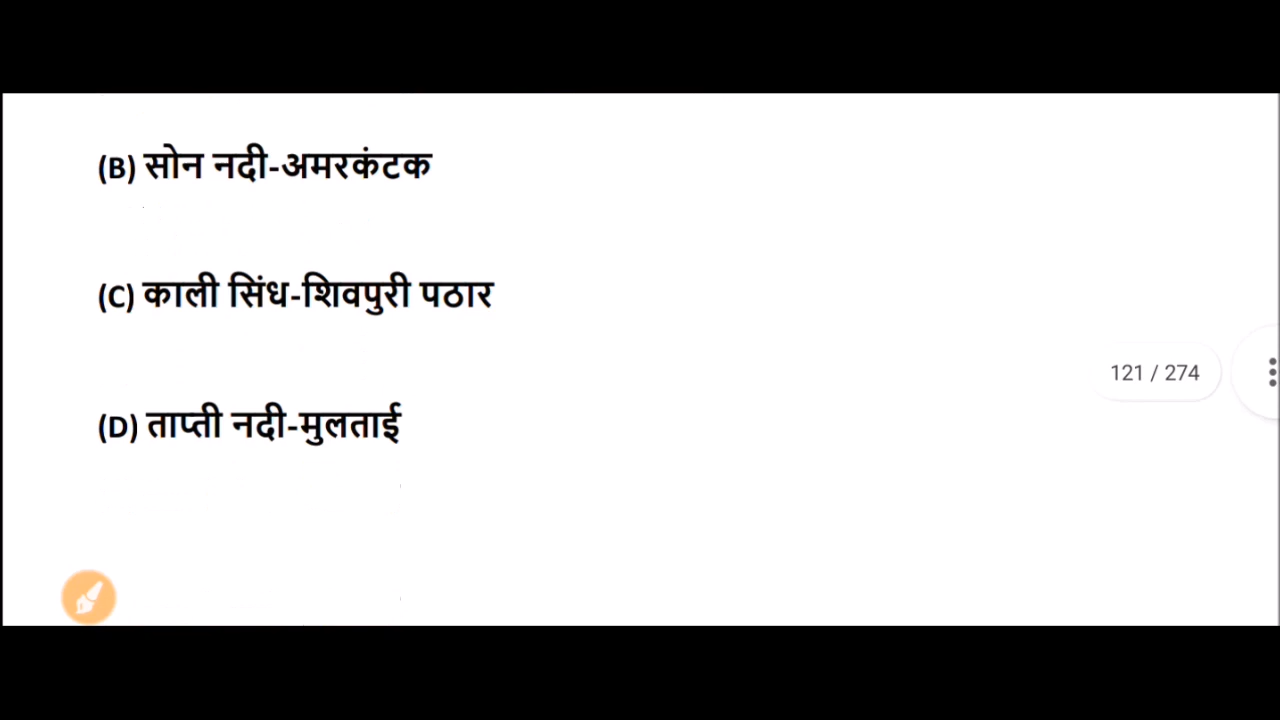 (B) सोन नदी-अमरकंटक
(C) काली सिंध-शिवपुरी पठार
121 / 274
(D) ताप्ती नदी-मुलताई